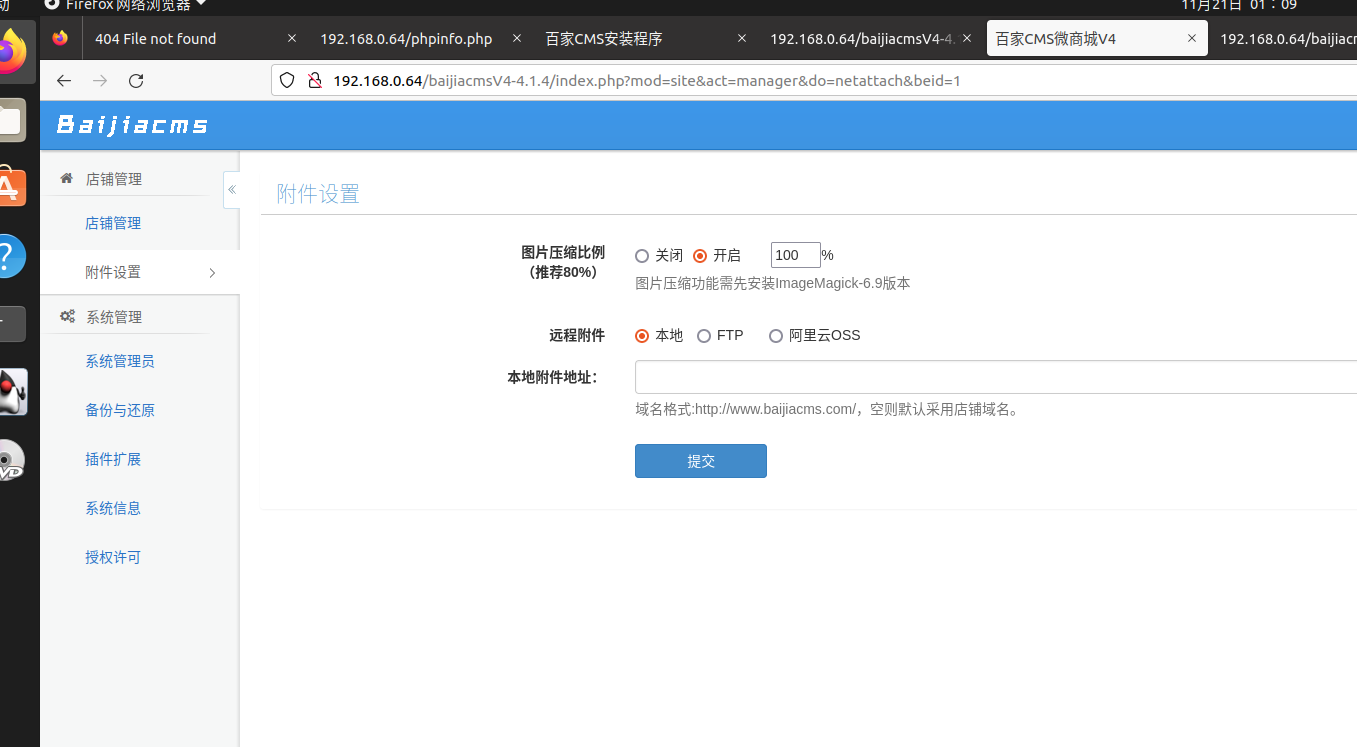 Firefox 网络浏览器
11月21日 01：09
404 File not found
192.168.0.64/phpinfo.php
百家CMS安装程序
192.168.0.64/baijiacmsV4-4.
百家CMS微商城V4
192.168.0.64/baijiacm
192.168.0.64/baijiacmsV4-4.1.4/index.php?mod=site&act=manager&do=netattach&beid=1
Baijiacms
店铺管理
店铺管理
附件设置
系统管理
系统管理员
备份与还原
插件扩展
系统信息
授权许可
附件设置
图片压缩比例
（推荐80%）
关闭 开启 100 %
图片压缩功能需先安装ImageMagick-6.9版本
远程附件 本地 FTP 阿里云OSS
本地附件地址：
域名格式:http://www.baijiacms.com/，空则默认采用店铺域名。
提交